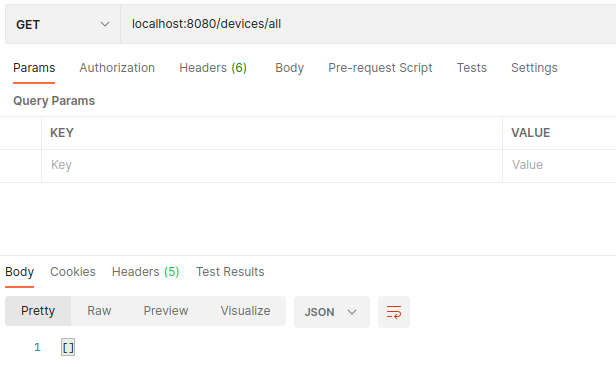 GET localhost:8080/devices/all
Params Authorization Headers (6) Body Pre-request Script Tests Settings
Query Params
KEY VALUE
Key Value
Body Cookies Headers (5) Test Results
Pretty Raw Preview Visualize JSON
1 []